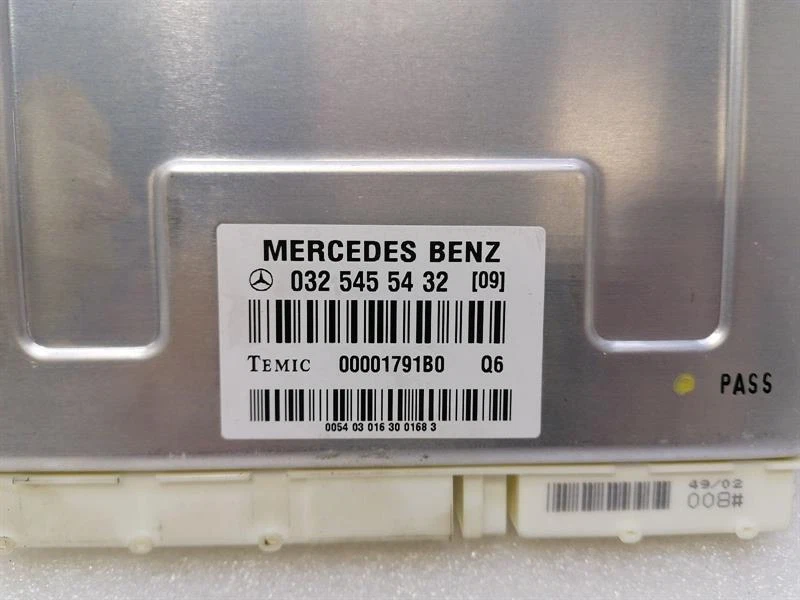 MERCEDES BENZ
032 545 54 32 [09]
TEMIC 00001791B0 Q6
0054 03 016 30 0168 3
PASS
49/02
008#